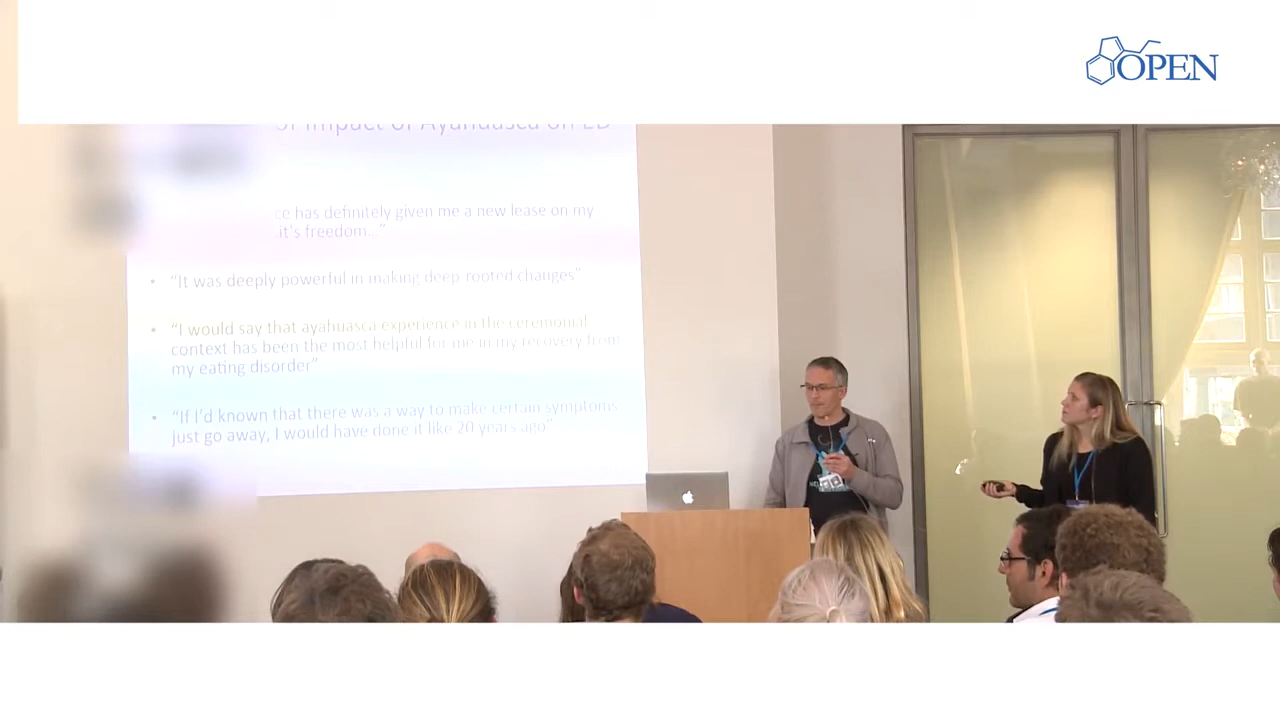 OPEN
of Impact of Ayahuasca on ED
ce has definitely given me a new lease on my
it's freedom…”
• “It was deeply powerful in making deep-rooted changes”
• “I would say that ayahuasca experience in the ceremonial
context has been the most helpful for me in my recovery from
my eating disorder”
• “If I'd known that there was a way to make certain symptoms
just go away, I would have done it like 20 years ago”